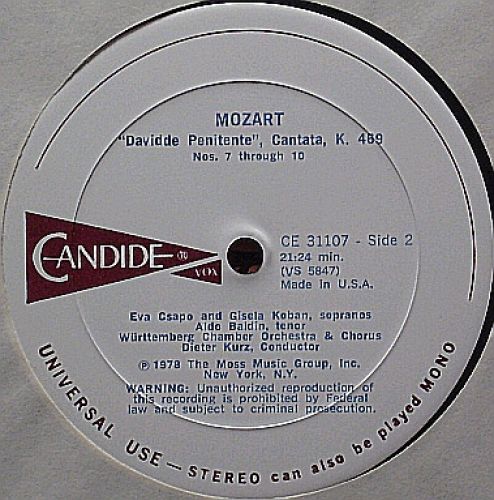 MOZART
"Davidde Penitente", Cantata, K. 469
Nos. 7 through 10
CANDIDE
VOX
CE 31107 - Side 2
21:24 min.
(VS 5847)
Made in U.S.A.
Eva Csapo and Gisela Koban, sopranos
Aldo Baldin, tenor
Württemberg Chamber Orchestra & Chorus
Dieter Kurz, Conductor
℗ 1978 The Moss Music Group, Inc.
New York, N.Y.
WARNING: Unauthorized reproduction of
this recording is prohibited by Federal
law and subject to criminal prosecution.
UNIVERSAL USE — STEREO can also be played MONO